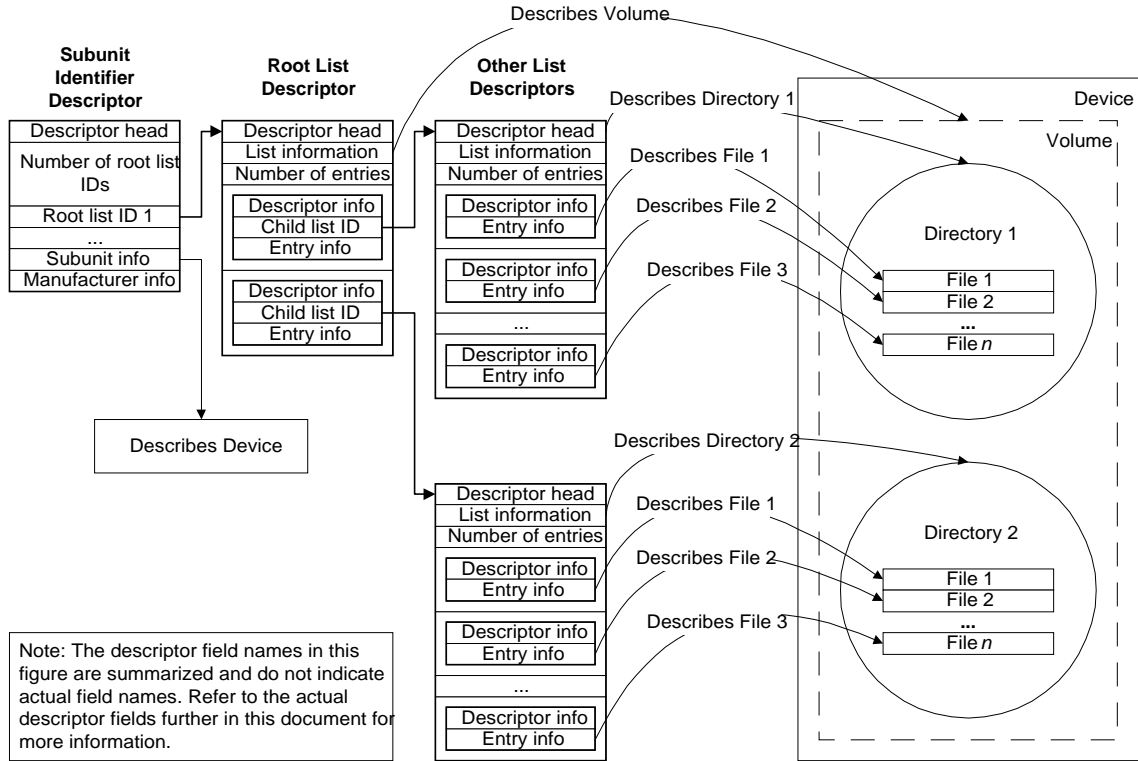 Describes Volume
Subunit
Identifier
Descriptor
Descriptor head
Number of root list
IDs
Root list ID 1
...
Subunit info
Manufacturer info
Describes Device
Root List
Descriptor
Descriptor head
List information
Number of entries
Descriptor info
Child list ID
Entry info
Descriptor info
Child list ID
Entry info
Other List
Descriptors
Descriptor head
List information
Number of entries
Descriptor info
Entry info
Descriptor info
Entry info
...
Descriptor info
Entry info
Descriptor head
List information
Number of entries
Descriptor info
Entry info
Descriptor info
Entry info
...
Descriptor info
Entry info
Describes Directory 1
Describes File 1
Describes File 2
Describes File 3
Describes Directory 2
Describes File 1
Describes File 2
Describes File 3
Device
Volume
Directory 1
File 1
File 2
...
File n
Directory 2
File 1
File 2
...
File n
Note: The descriptor field names in this
figure are summarized and do not indicate
actual field names. Refer to the actual
descriptor fields further in this document for
more information.